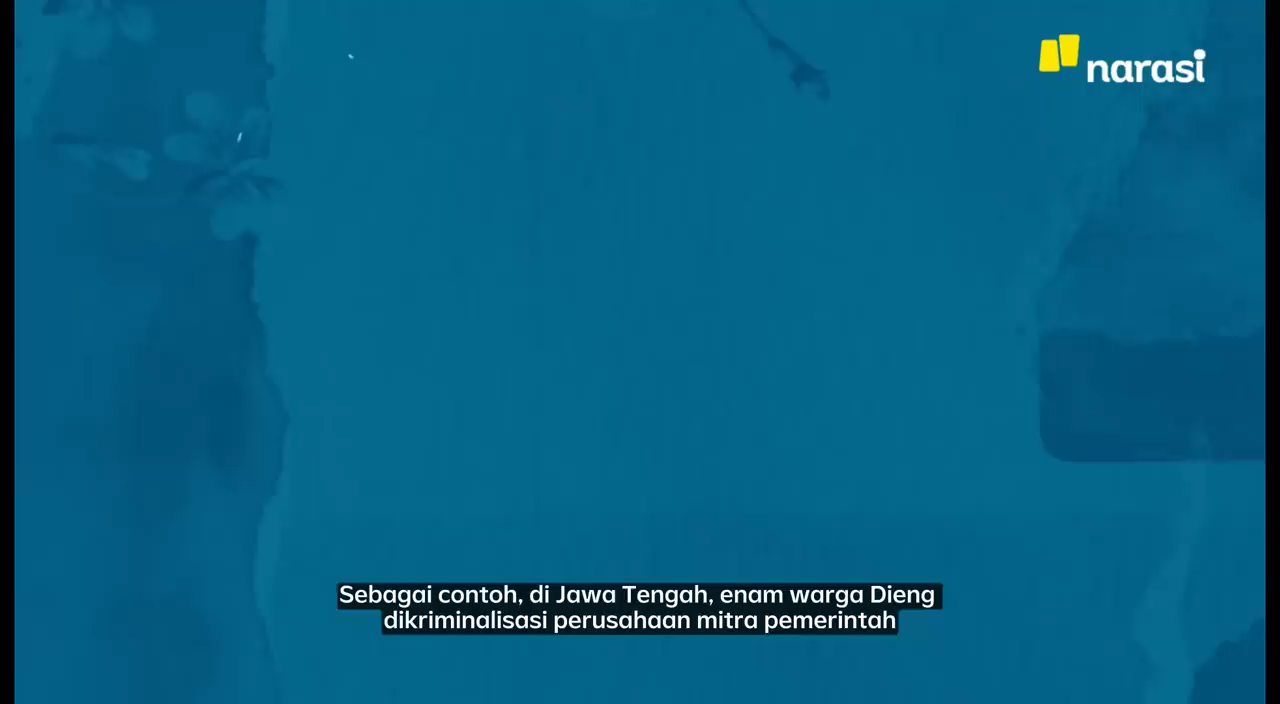 narasi
Sebagai contoh, di Jawa Tengah, enam warga Dieng
dikriminalisasi perusahaan mitra pemerintah